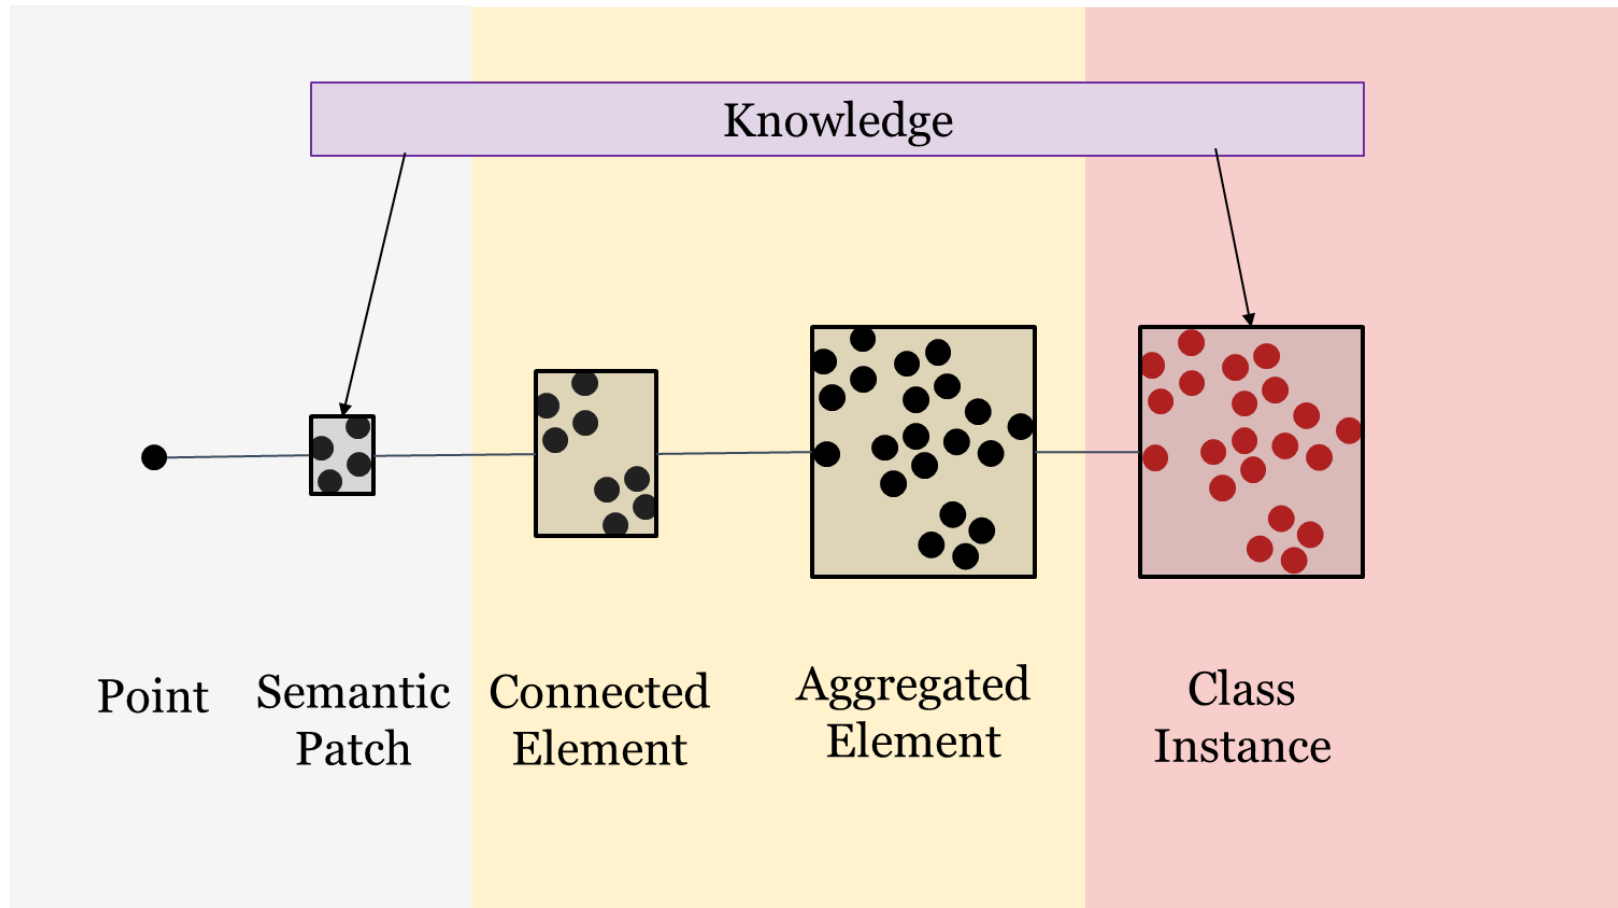 Knowledge
Point
Semantic
Patch
Connected
Element
Aggregated
Element
Class
Instance